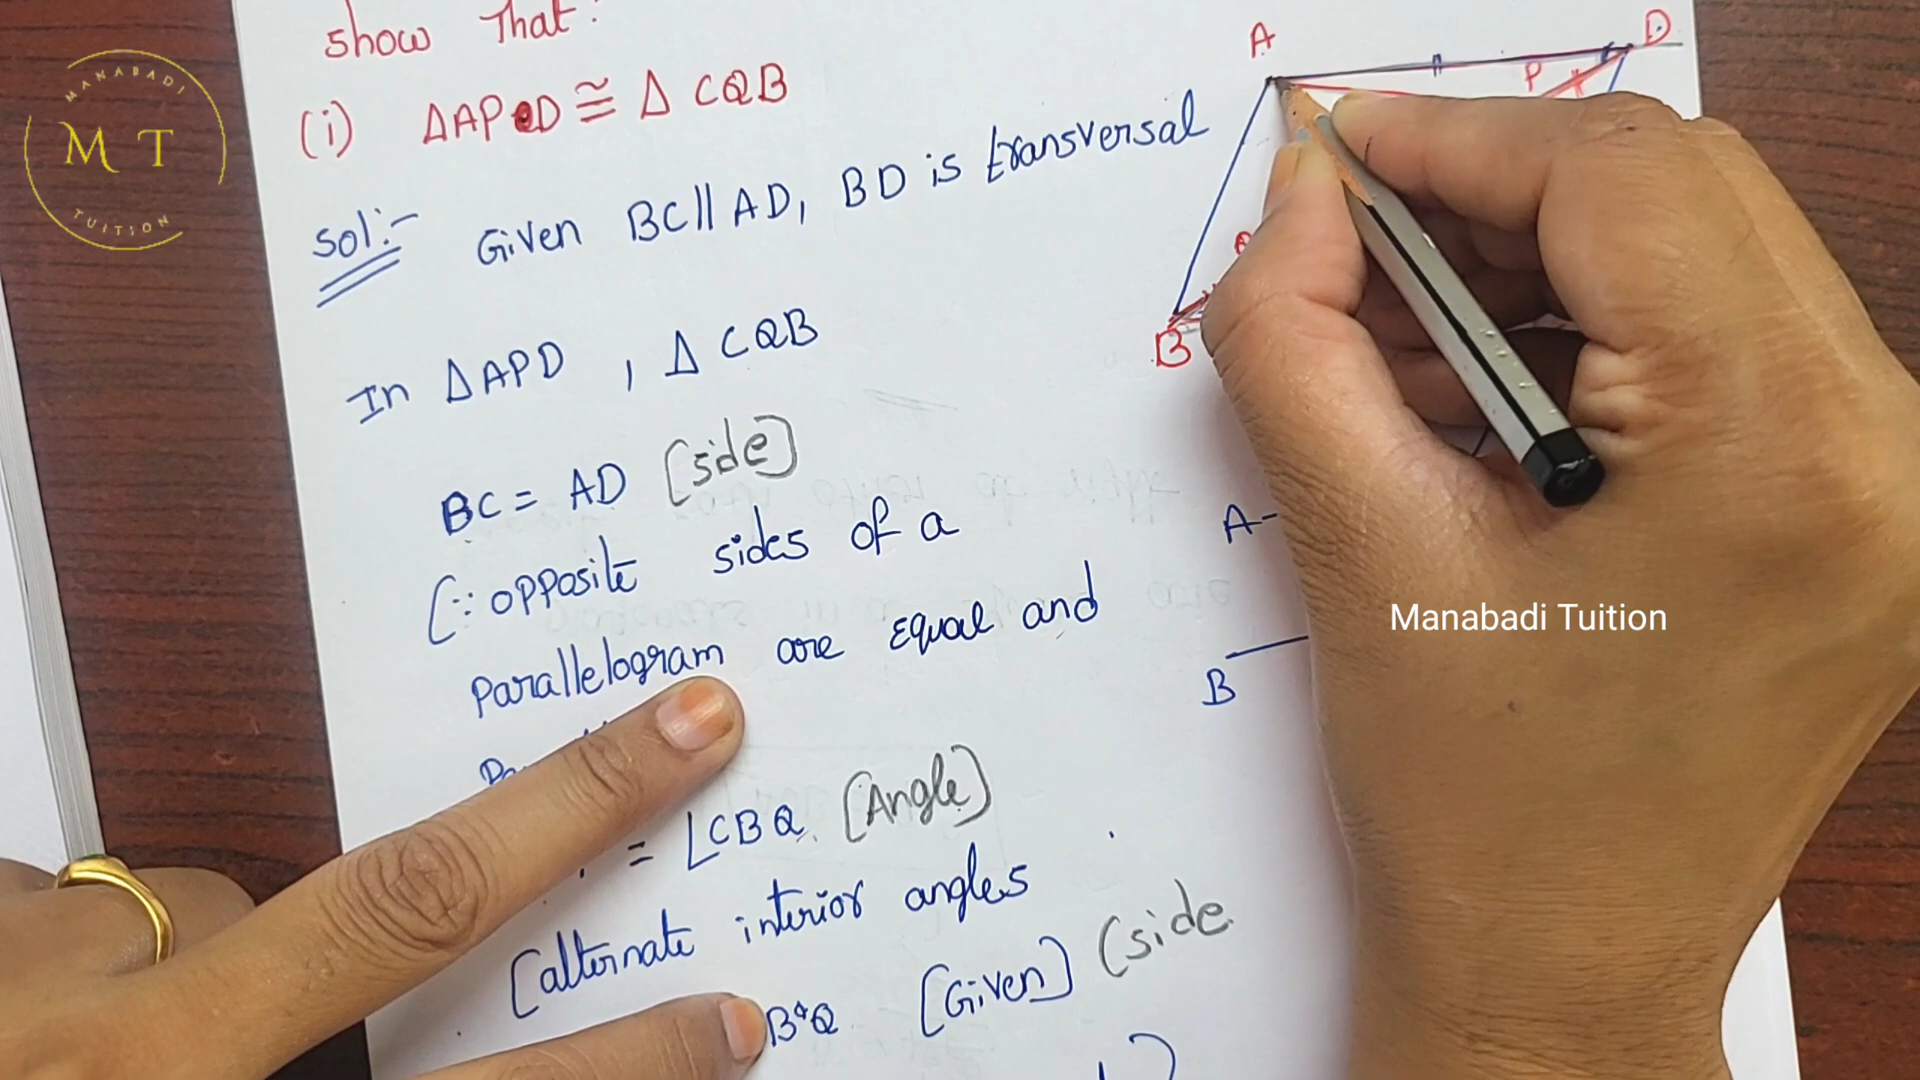 MANABADI
M T
TUITION
show That:
(i) ΔAPD ≅ Δ CQB
Sol:- Given BC || AD, BD is transversal
In ΔAPD , Δ CQB
BC = AD [side]
[∵ opposite sides of a
parallelogram are equal and
= ∠CBQ [Angle]
[alternate interior angles
BQ [Given] (side
A
D
P
B
A
B
Manabadi Tuition